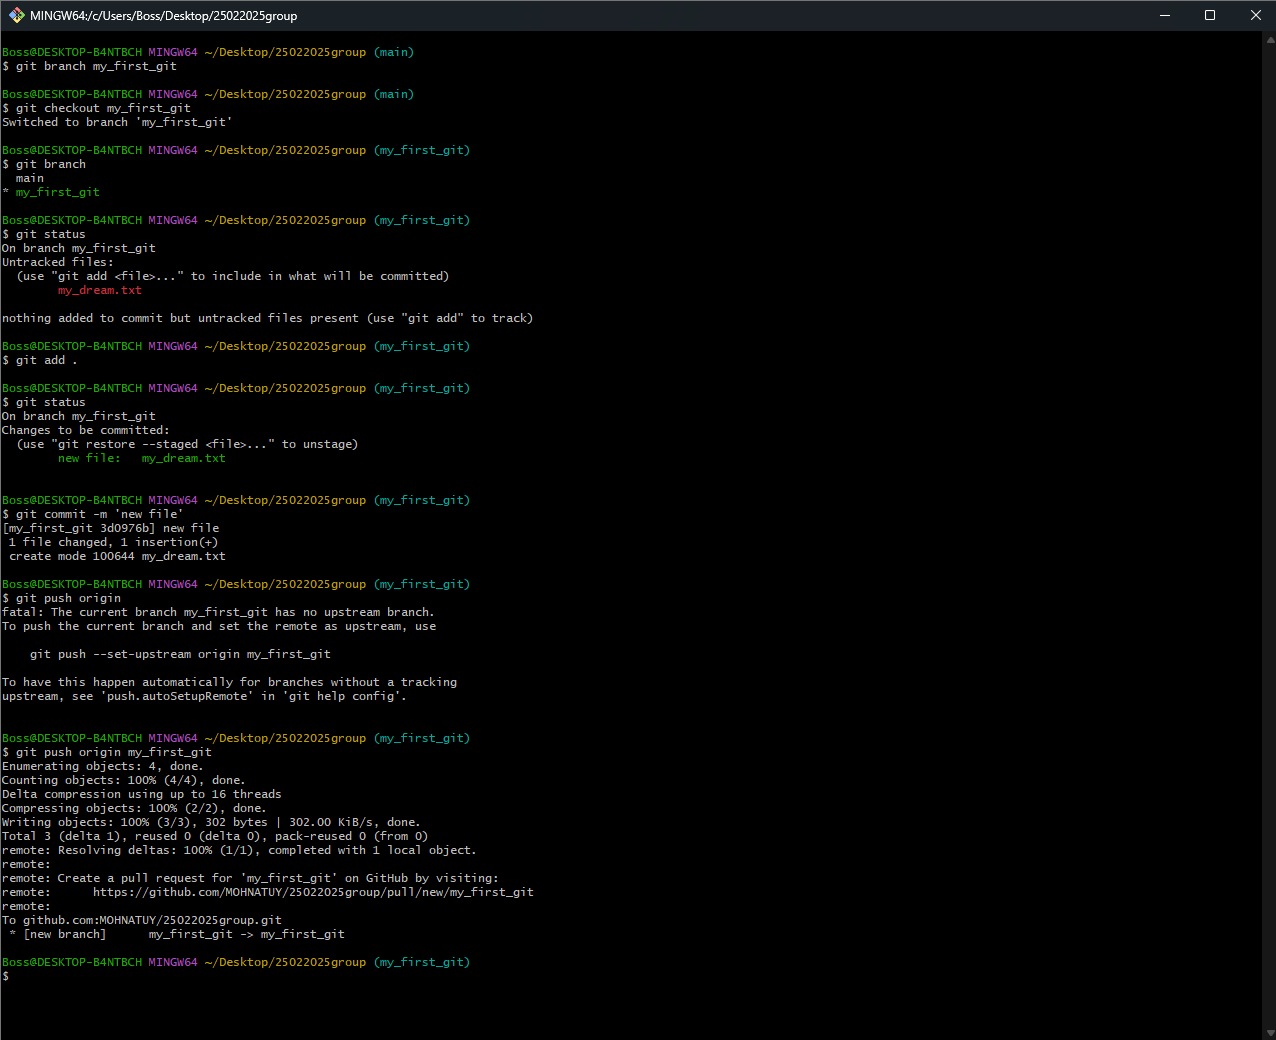 MINGW64:/c/Users/Boss/Desktop/25022025group
Boss@DESKTOP-B4NTBCH MINGW64 ~/Desktop/25022025group (main)
$ git branch my_first_git
Boss@DESKTOP-B4NTBCH MINGW64 ~/Desktop/25022025group (main)
$ git checkout my_first_git
Switched to branch 'my_first_git'
Boss@DESKTOP-B4NTBCH MINGW64 ~/Desktop/25022025group (my_first_git)
$ git branch
  main
* my_first_git
Boss@DESKTOP-B4NTBCH MINGW64 ~/Desktop/25022025group (my_first_git)
$ git status
On branch my_first_git
Untracked files:
  (use "git add <file>..." to include in what will be committed)
        my_dream.txt
nothing added to commit but untracked files present (use "git add" to track)
Boss@DESKTOP-B4NTBCH MINGW64 ~/Desktop/25022025group (my_first_git)
$ git add .
Boss@DESKTOP-B4NTBCH MINGW64 ~/Desktop/25022025group (my_first_git)
$ git status
On branch my_first_git
Changes to be committed:
  (use "git restore --staged <file>..." to unstage)
        new file:   my_dream.txt
Boss@DESKTOP-B4NTBCH MINGW64 ~/Desktop/25022025group (my_first_git)
$ git commit -m 'new file'
[my_first_git 3d0976b] new file
 1 file changed, 1 insertion(+)
 create mode 100644 my_dream.txt
Boss@DESKTOP-B4NTBCH MINGW64 ~/Desktop/25022025group (my_first_git)
$ git push origin
fatal: The current branch my_first_git has no upstream branch.
To push the current branch and set the remote as upstream, use
    git push --set-upstream origin my_first_git
To have this happen automatically for branches without a tracking
upstream, see 'push.autoSetupRemote' in 'git help config'.
Boss@DESKTOP-B4NTBCH MINGW64 ~/Desktop/25022025group (my_first_git)
$ git push origin my_first_git
Enumerating objects: 4, done.
Counting objects: 100% (4/4), done.
Delta compression using up to 16 threads
Compressing objects: 100% (2/2), done.
Writing objects: 100% (3/3), 302 bytes | 302.00 KiB/s, done.
Total 3 (delta 1), reused 0 (delta 0), pack-reused 0 (from 0)
remote: Resolving deltas: 100% (1/1), completed with 1 local object.
remote:
remote: Create a pull request for 'my_first_git' on GitHub by visiting:
remote:      https://github.com/MOHNATUY/25022025group/pull/new/my_first_git
remote:
To github.com:MOHNATUY/25022025group.git
 * [new branch]      my_first_git -> my_first_git
Boss@DESKTOP-B4NTBCH MINGW64 ~/Desktop/25022025group (my_first_git)
$